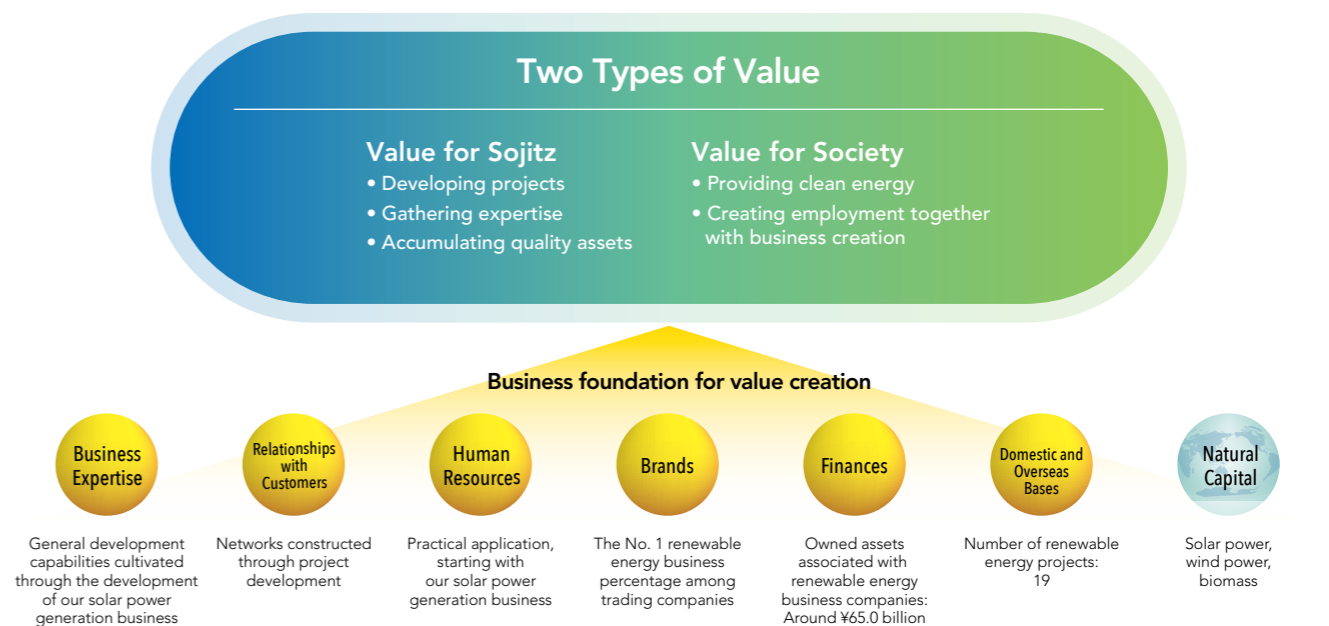 Two Types of Value
Value for Sojitz
• Developing projects
• Gathering expertise
• Accumulating quality assets
Value for Society
• Providing clean energy
• Creating employment together
with business creation
Business foundation for value creation
Business
Expertise
General development
capabilities cultivated
through the development
of our solar power
generation business
Relationships
with
Customers
Networks constructed
through project
development
Human
Resources
Practical application,
starting with
our solar power
generation business
Brands
The No. 1 renewable
energy business
percentage among
trading companies
Finances
Owned assets
associated with
renewable energy
business companies:
Around ¥65.0 billion
Domestic and
Overseas
Bases
Number of renewable
energy projects:
19
Natural
Capital
Solar power,
wind power,
biomass